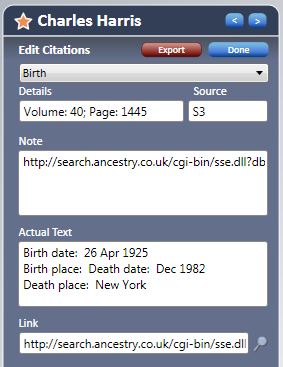 Charles Harris
< >
Edit Citations Export Done
Birth
Details Source
Volume: 40; Page: 1445 S3
Note
http://search.ancestry.co.uk/cgi-bin/sse.dll?db
Actual Text
Birth date: 26 Apr 1925
Birth place: Death date: Dec 1982
Death place: New York
Link
http://search.ancestry.co.uk/cgi-bin/sse.dll